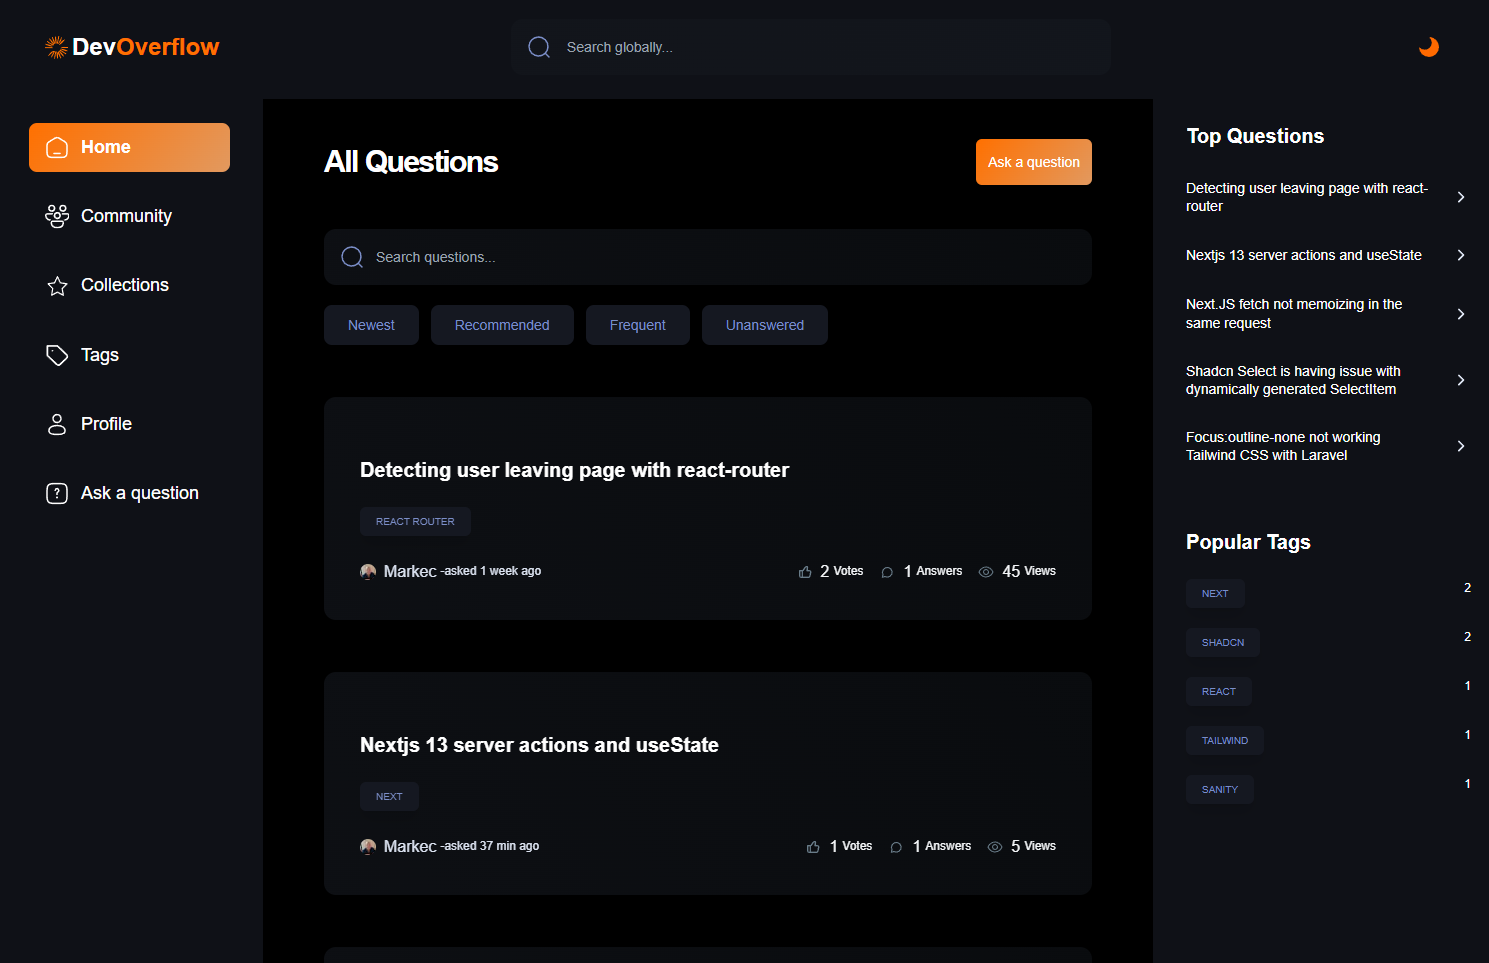 DevOverflow
Search globally...
Home
Community
Collections
Tags
Profile
Ask a question
All Questions
Ask a question
Search questions...
Newest
Recommended
Frequent
Unanswered
Detecting user leaving page with react-router
REACT ROUTER
Markec -asked 1 week ago
2 Votes
1 Answers
45 Views
Nextjs 13 server actions and useState
NEXT
Markec -asked 37 min ago
1 Votes
1 Answers
5 Views
Top Questions
Detecting user leaving page with react-
router
Nextjs 13 server actions and useState
Next.JS fetch not memoizing in the
same request
Shadcn Select is having issue with
dynamically generated SelectItem
Focus:outline-none not working
Tailwind CSS with Laravel
Popular Tags
NEXT 2
SHADCN 2
REACT 1
TAILWIND 1
SANITY 1